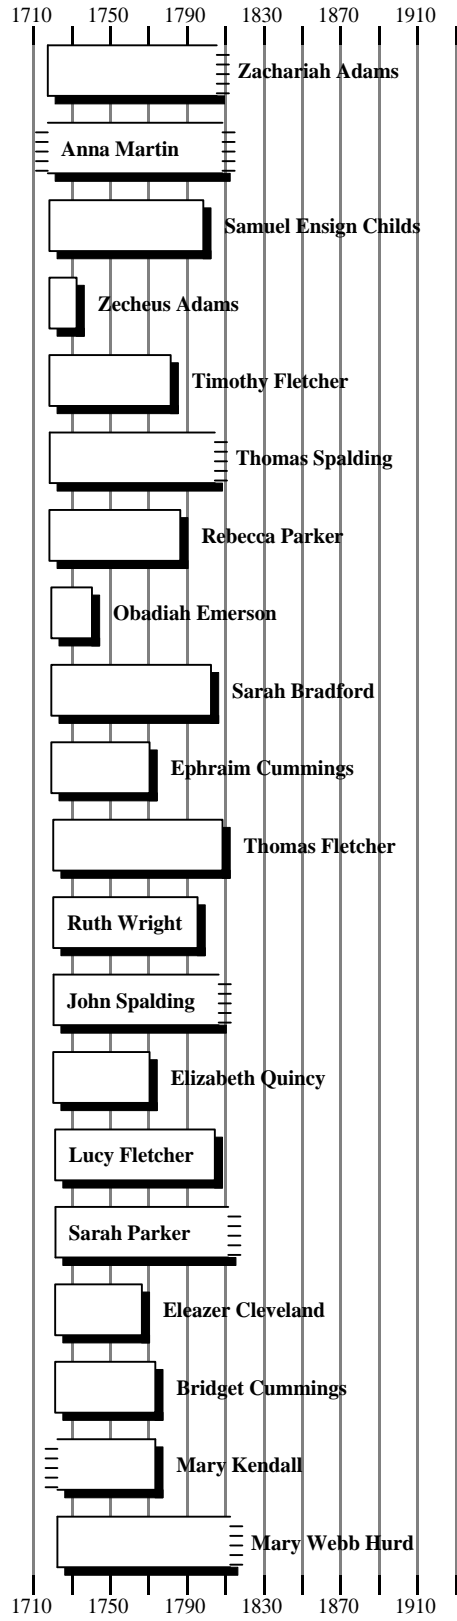 1710 1750 1790 1830 1870 1910
Zachariah Adams
Anna Martin
Samuel Ensign Childs
Zecheus Adams
Timothy Fletcher
Thomas Spalding
Rebecca Parker
Obadiah Emerson
Sarah Bradford
Ephraim Cummings
Thomas Fletcher
Ruth Wright
John Spalding
Elizabeth Quincy
Lucy Fletcher
Sarah Parker
Eleazer Cleveland
Bridget Cummings
Mary Kendall
Mary Webb Hurd
1710 1750 1790 1830 1870 1910